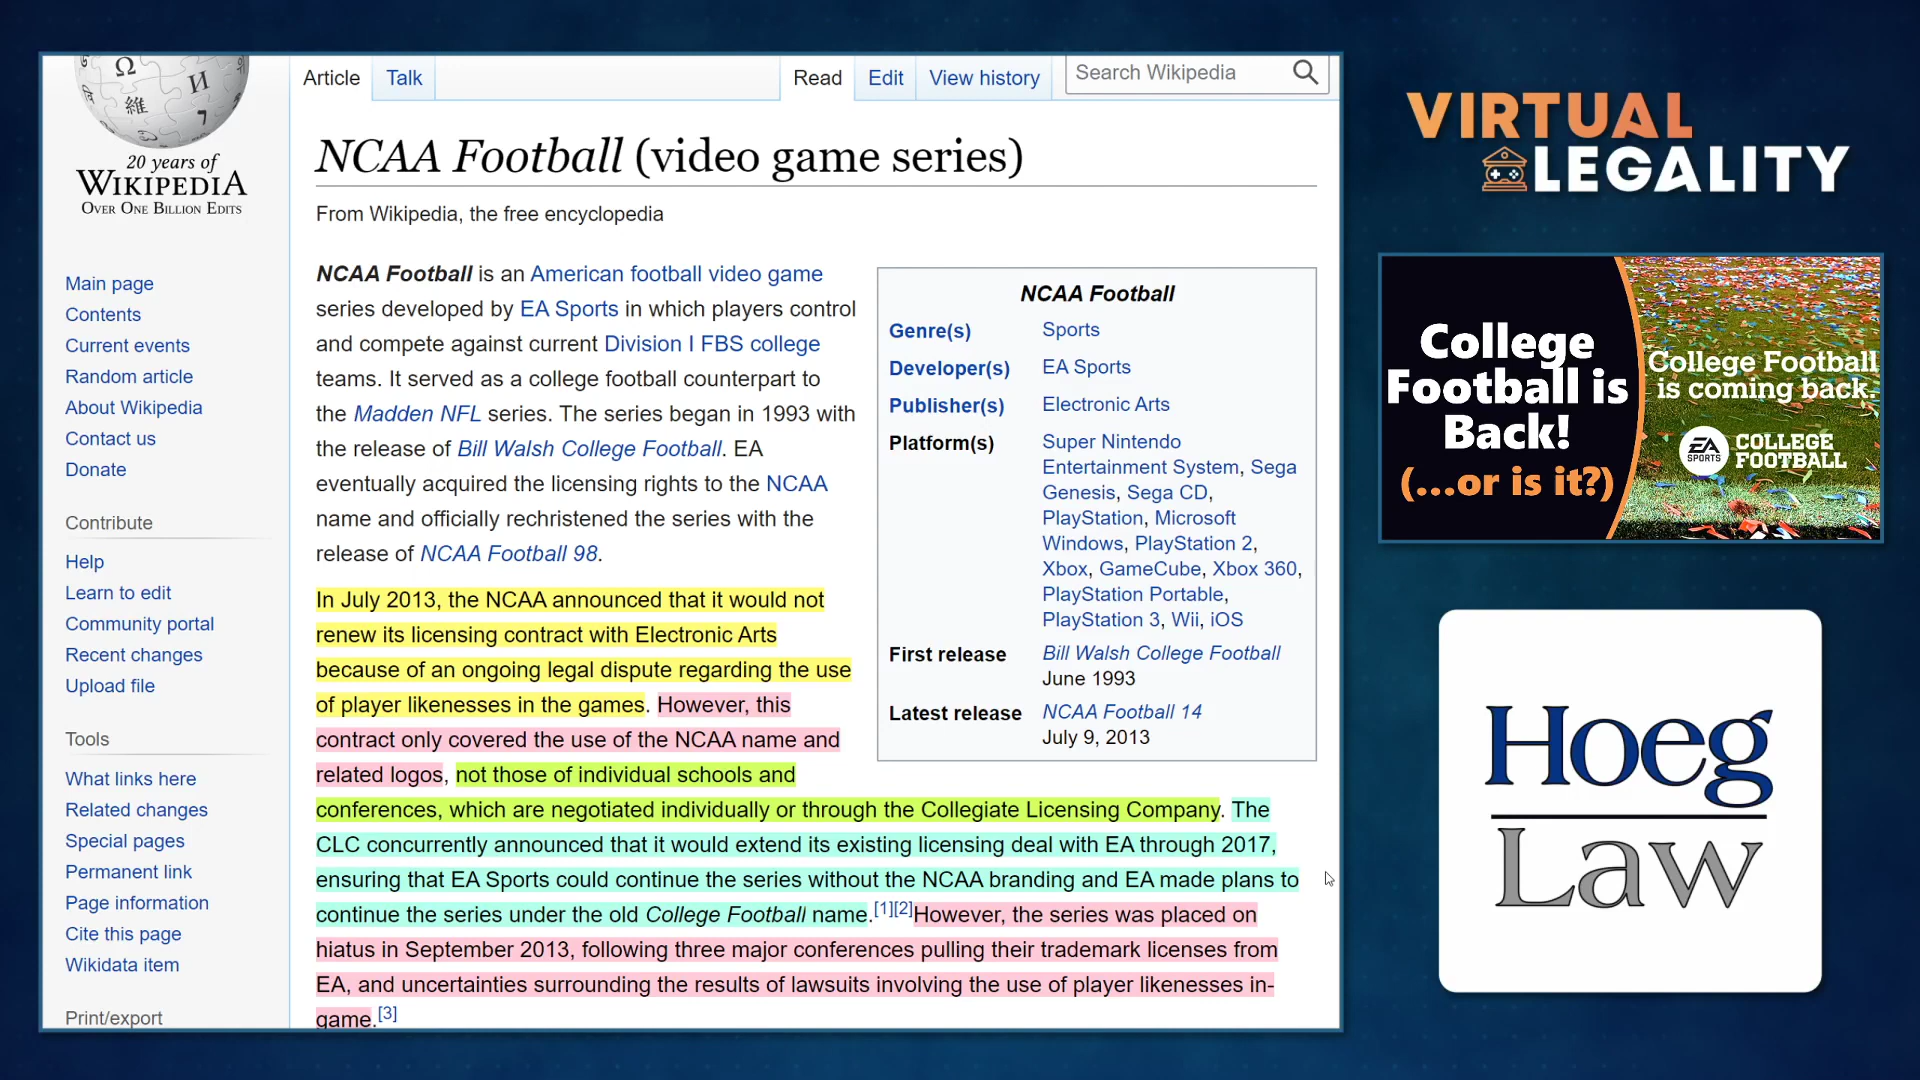 Ω
И
維
7
20 years of
WIKIPEDIA
OVER ONE BILLION EDITS
Main page
Contents
Current events
Random article
About Wikipedia
Contact us
Donate
Contribute
Help
Learn to edit
Community portal
Recent changes
Upload file
Tools
What links here
Related changes
Special pages
Permanent link
Page information
Cite this page
Wikidata item
Print/export
Article Talk Read Edit View history Search Wikipedia
NCAA Football (video game series)
From Wikipedia, the free encyclopedia
NCAA Football is an American football video game
series developed by EA Sports in which players control
and compete against current Division I FBS college
teams. It served as a college football counterpart to
the Madden NFL series. The series began in 1993 with
the release of Bill Walsh College Football. EA
eventually acquired the licensing rights to the NCAA
name and officially rechristened the series with the
release of NCAA Football 98.
In July 2013, the NCAA announced that it would not
renew its licensing contract with Electronic Arts
because of an ongoing legal dispute regarding the use
of player likenesses in the games. However, this
contract only covered the use of the NCAA name and
related logos, not those of individual schools and
conferences, which are negotiated individually or through the Collegiate Licensing Company. The
CLC concurrently announced that it would extend its existing licensing deal with EA through 2017,
ensuring that EA Sports could continue the series without the NCAA branding and EA made plans to
continue the series under the old College Football name.[1][2]However, the series was placed on
hiatus in September 2013, following three major conferences pulling their trademark licenses from
EA, and uncertainties surrounding the results of lawsuits involving the use of player likenesses in-
game.[3]
NCAA Football
Genre(s) Sports
Developer(s) EA Sports
Publisher(s) Electronic Arts
Platform(s) Super Nintendo
Entertainment System, Sega
Genesis, Sega CD,
PlayStation, Microsoft
Windows, PlayStation 2,
Xbox, GameCube, Xbox 360,
PlayStation Portable,
PlayStation 3, Wii, iOS
First release Bill Walsh College Football
June 1993
Latest release NCAA Football 14
July 9, 2013
VIRTUAL
LEGALITY
College
Football is
Back!
(...or is it?)
College Football
is coming back.
EA
SPORTS
COLLEGE
FOOTBALL
Hoeg
Law